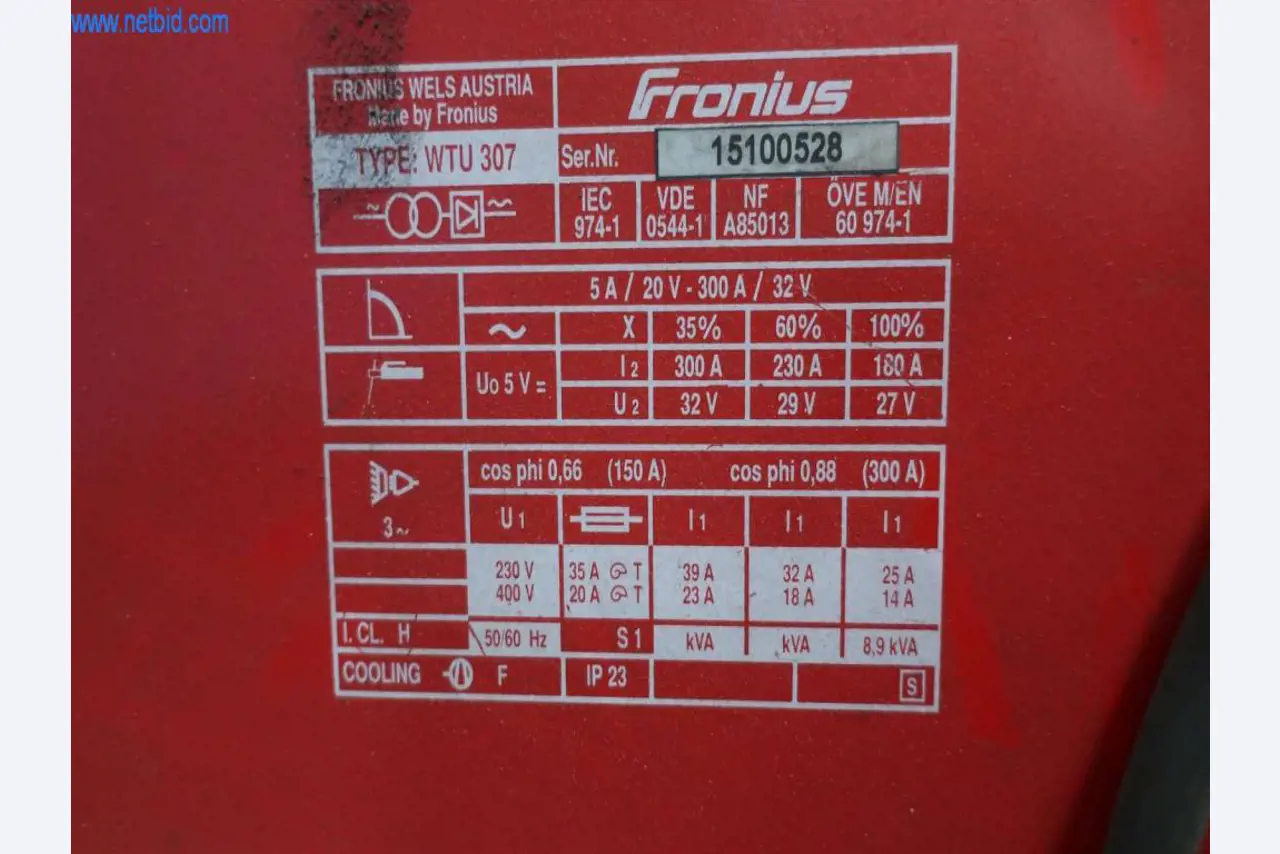 www.netbid.com
FRONIUS WELS AUSTRIA
Made by Fronius
Fronius
TYPE: WTU 307
Ser.Nr. 15100528
IEC 974-1
VDE 0544-1
NF A85013
ÖVE M/EN 60 974-1
5 A / 20 V - 300 A / 32 V
X 35% 60% 100%
U0 5 V =
I2 300 A 230 A 180 A
U2 32 V 29 V 27 V
cos phi 0,66 (150 A) cos phi 0,88 (300 A)
3~ U1 I1 I1 I1
230 V 35 A T 39 A 32 A 25 A
400 V 20 A T 23 A 18 A 14 A
I. CL. H 50/60 Hz S1 kVA kVA 8,9 kVA
COOLING F IP 23 S